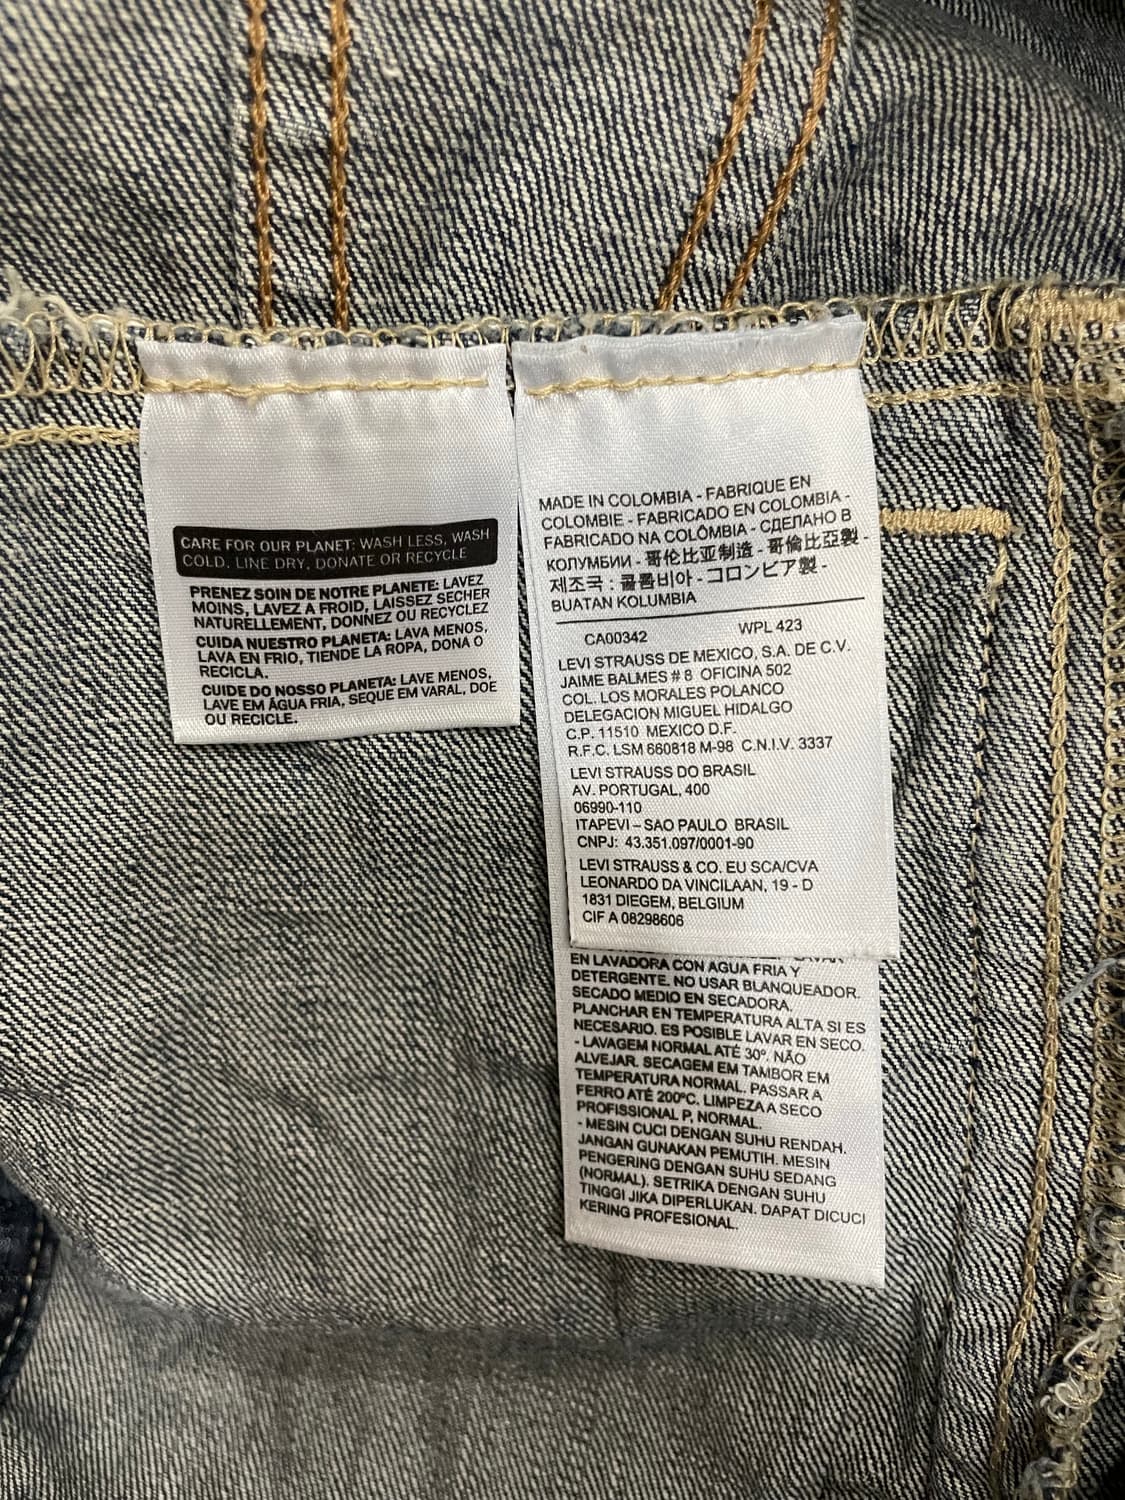 CARE FOR OUR PLANET: WASH LESS, WASH
COLD, LINE DRY, DONATE OR RECYCLE
PRENEZ SOIN DE NOTRE PLANETE: LAVEZ
MOINS, LAVEZ A FROID, LAISSEZ SECHER
NATURELLEMENT, DONNEZ OU RECYCLEZ
CUIDA NUESTRO PLANETA: LAVA MENOS,
LAVA EN FRIO, TIENDE LA ROPA, DONA O
RECICLA.
CUIDE DO NOSSO PLANETA: LAVE MENOS,
LAVE EM ÁGUA FRIA, SEQUE EM VARAL, DOE
OU RECICLE.
MADE IN COLOMBIA - FABRIQUE EN
COLOMBIE - FABRICADO EN COLOMBIA -
FABRICADO NA COLÔMBIA - СДЕЛАНО В
КОЛУМБИИ - 哥伦比亚制造 - 哥倫比亞製 -
제조국 : 콜롬비아 - コロンビア製 -
BUATAN KOLUMBIA
CA00342 WPL 423
LEVI STRAUSS DE MEXICO, S.A. DE C.V.
JAIME BALMES # 8 OFICINA 502
COL. LOS MORALES POLANCO
DELEGACION MIGUEL HIDALGO
C.P. 11510 MEXICO D.F.
R.F.C. LSM 660818 M-98 C.N.I.V. 3337
LEVI STRAUSS DO BRASIL
AV. PORTUGAL, 400
06990-110
ITAPEVI – SAO PAULO BRASIL
CNPJ: 43.351.097/0001-90
LEVI STRAUSS & CO. EU SCA/CVA
LEONARDO DA VINCILAAN, 19 - D
1831 DIEGEM, BELGIUM
CIF A 08298606
EN LAVADORA CON AGUA FRIA Y
DETERGENTE. NO USAR BLANQUEADOR.
SECADO MEDIO EN SECADORA.
PLANCHAR EN TEMPERATURA ALTA SI ES
NECESARIO. ES POSIBLE LAVAR EN SECO.
- LAVAGEM NORMAL ATÉ 30º. NÃO
ALVEJAR. SECAGEM EM TAMBOR EM
TEMPERATURA NORMAL. PASSAR A
FERRO ATÉ 200ºC. LIMPEZA A SECO
PROFISSIONAL P, NORMAL.
- MESIN CUCI DENGAN SUHU RENDAH.
JANGAN GUNAKAN PEMUTIH. MESIN
PENGERING DENGAN SUHU SEDANG
(NORMAL). SETRIKA DENGAN SUHU
TINGGI JIKA DIPERLUKAN. DAPAT DICUCI
KERING PROFESIONAL.